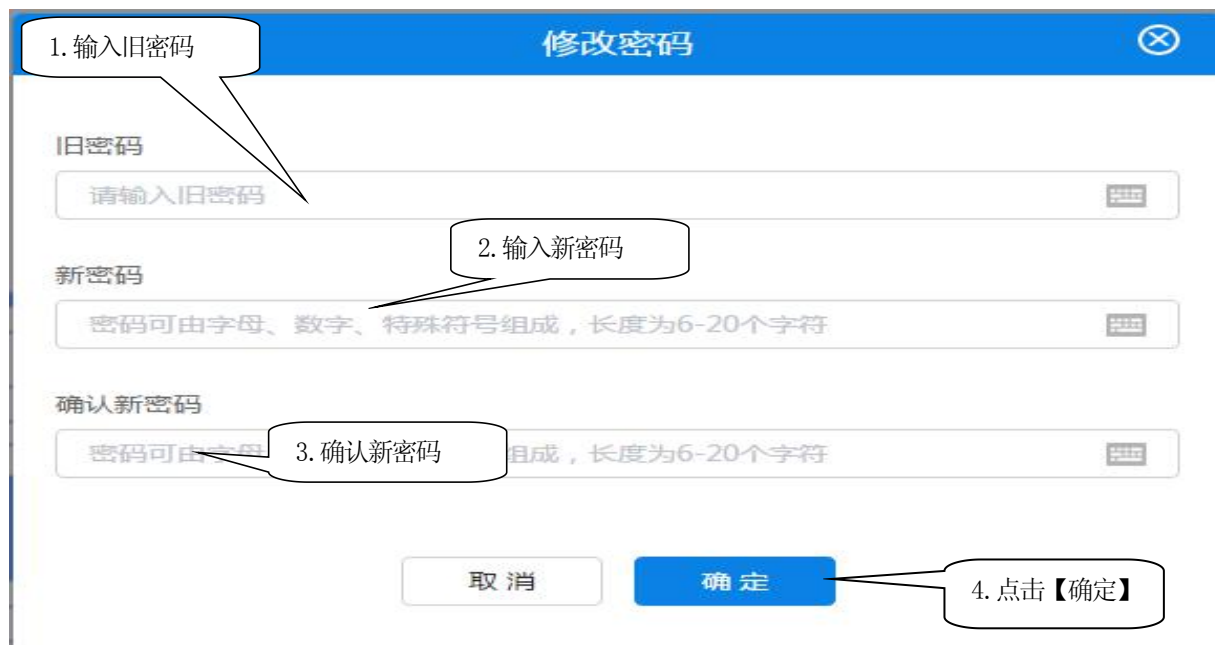 1.输入旧密码
修改密码
旧密码
请输入旧密码
2.输入新密码
新密码
密码可由字母、数字、特殊符号组成，长度为6-20个字符
确认新密码
密码可由字母
3.确认新密码
组成，长度为6-20个字符
取消
确定
4.点击【确定】